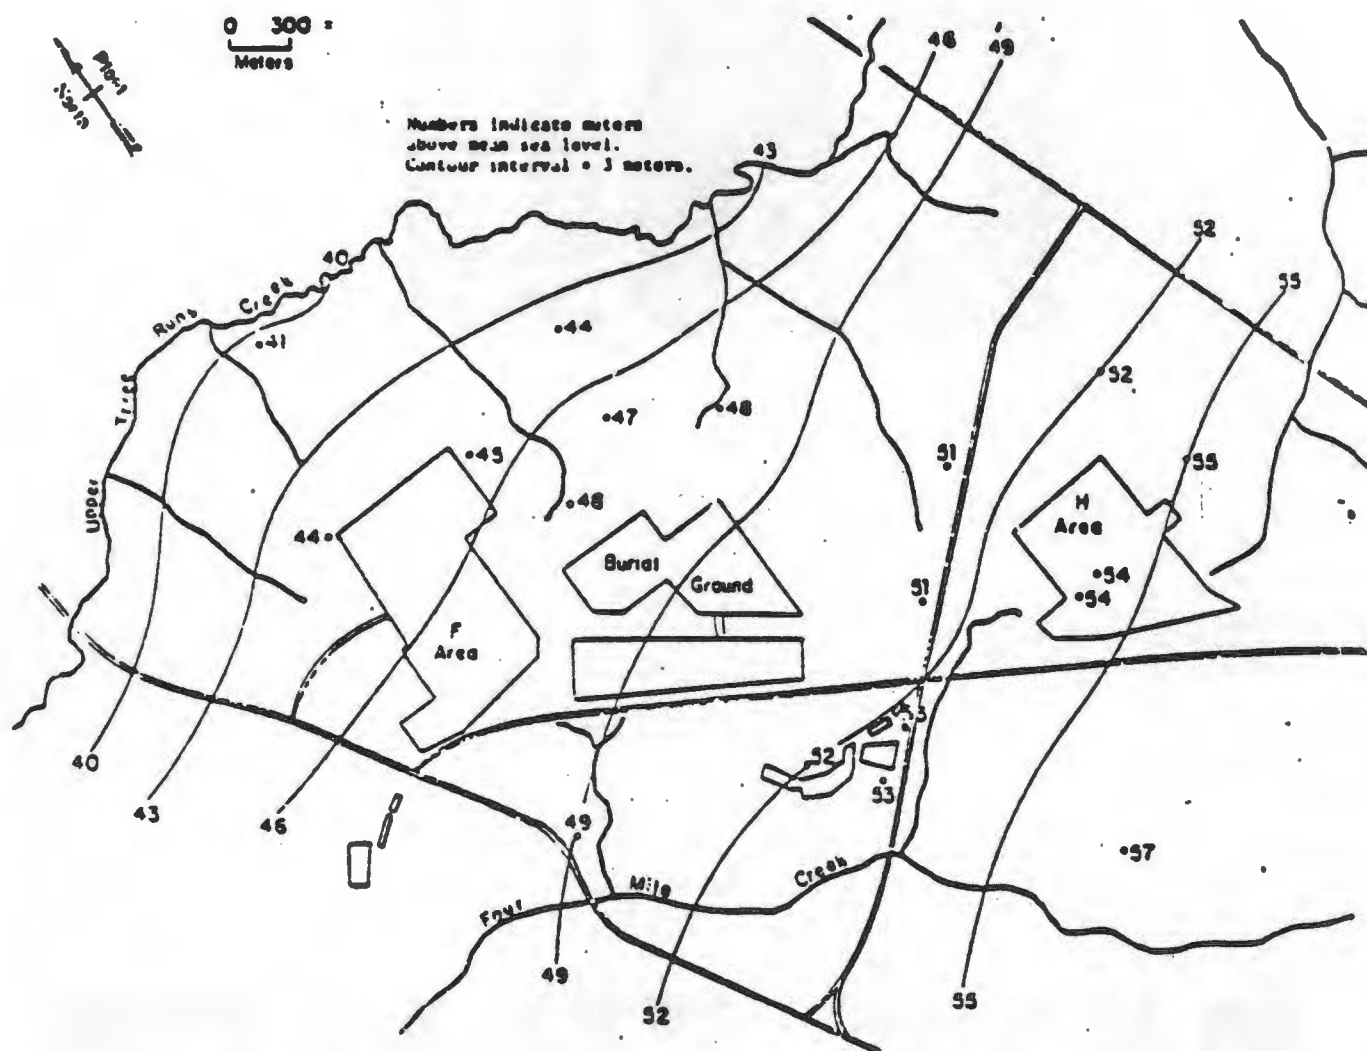 0 300
Meters
Plant
North
Numbers indicate meters
above mean sea level.
Contour interval = 3 meters.
46
49
43
52
40
55
Upper Three Runs Creek
41
44
52
47
48
45
51
55
48
44
H
Area
Burial
Ground
54
54
51
F
Area
53
52
40
53
43
46
49
57
Four Mile Creek
49
52
55